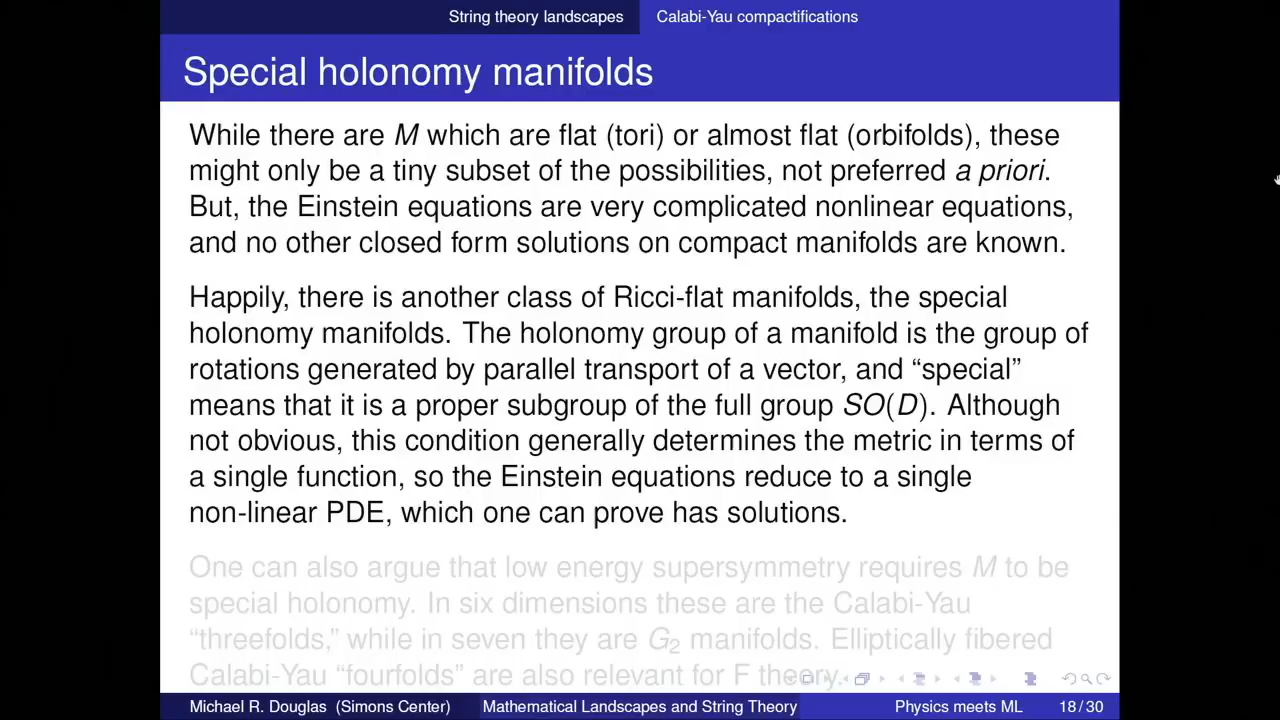 String theory landscapes Calabi-Yau compactifications
Special holonomy manifolds
While there are M which are flat (tori) or almost flat (orbifolds), these
might only be a tiny subset of the possibilities, not preferred a priori.
But, the Einstein equations are very complicated nonlinear equations,
and no other closed form solutions on compact manifolds are known.
Happily, there is another class of Ricci-flat manifolds, the special
holonomy manifolds. The holonomy group of a manifold is the group of
rotations generated by parallel transport of a vector, and “special”
means that it is a proper subgroup of the full group SO(D). Although
not obvious, this condition generally determines the metric in terms of
a single function, so the Einstein equations reduce to a single
non-linear PDE, which one can prove has solutions.
One can also argue that low energy supersymmetry requires M to be
special holonomy. In six dimensions these are the Calabi-Yau
“threefolds,” while in seven they are G₂ manifolds. Elliptically fibered
Calabi-Yau “fourfolds” are also relevant for F theory.
Michael R. Douglas (Simons Center) Mathematical Landscapes and String Theory Physics meets ML 18 / 30